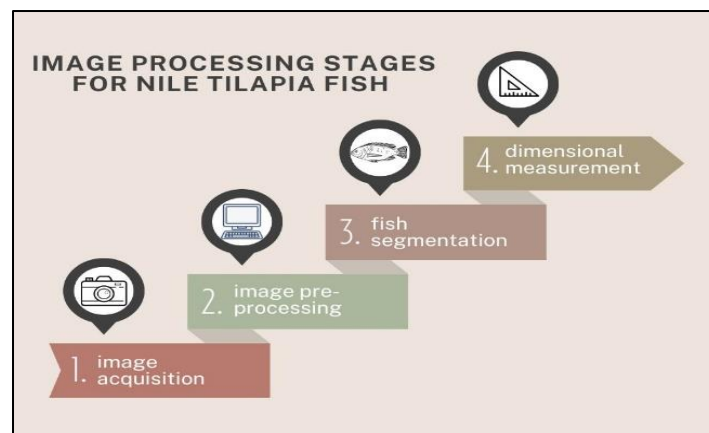 IMAGE PROCESSING STAGES
FOR NILE TILAPIA FISH
1. image
acquisition
2. image pre-
processing
3. fish
segmentation
4. dimensional
measurement